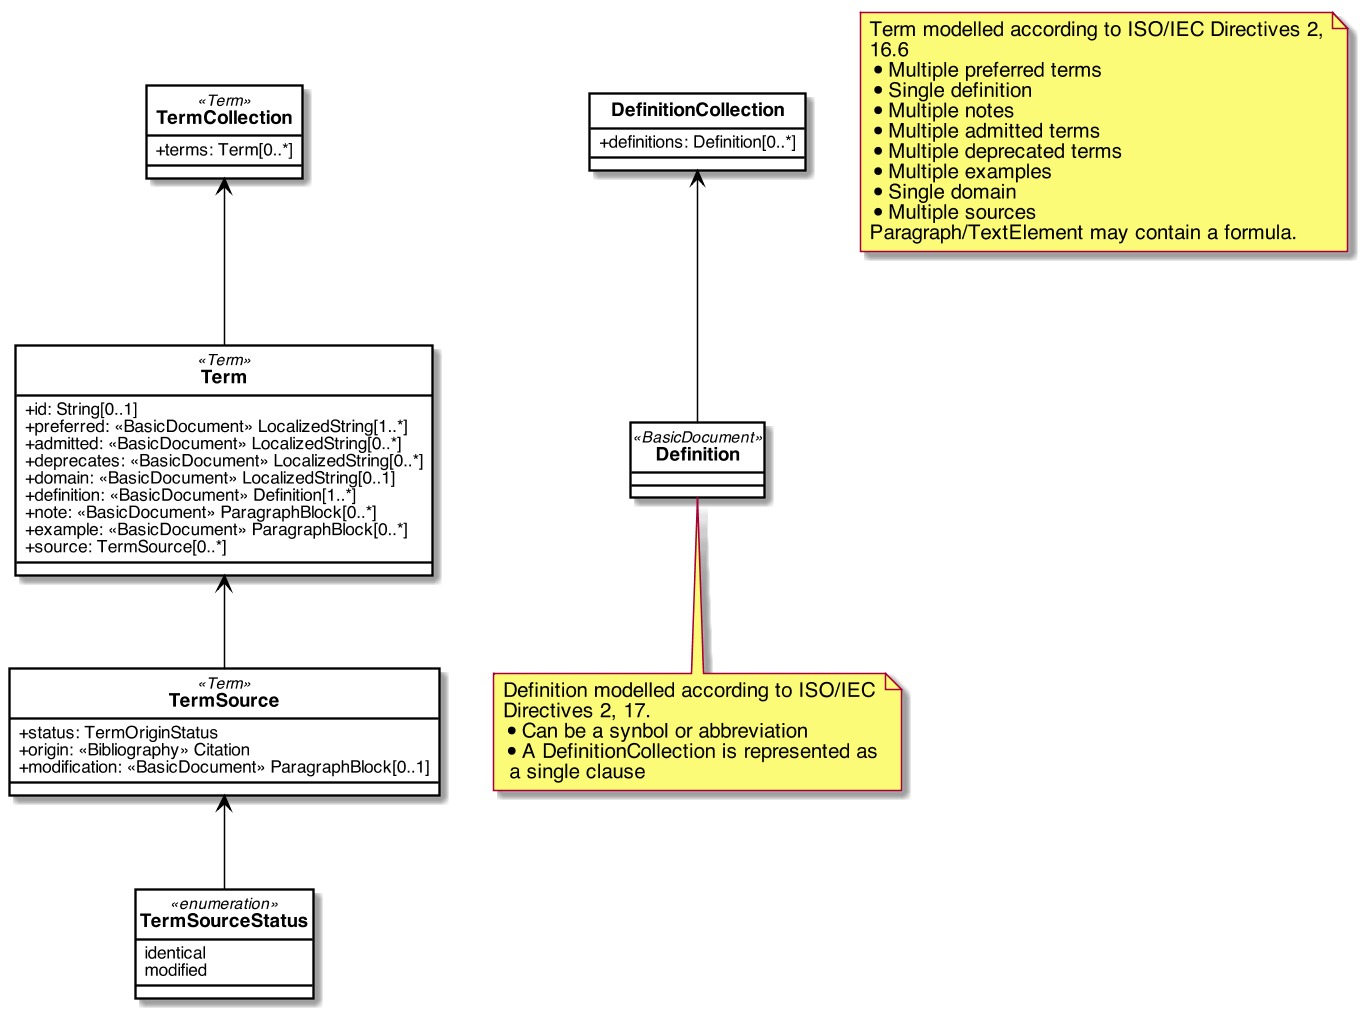 «Term»
TermCollection
+terms: Term[0..*]
DefinitionCollection
+definitions: Definition[0..*]
Term modelled according to ISO/IEC Directives 2,
16.6
• Multiple preferred terms
• Single definition
• Multiple notes
• Multiple admitted terms
• Multiple deprecated terms
• Multiple examples
• Single domain
• Multiple sources
Paragraph/TextElement may contain a formula.
«Term»
Term
+id: String[0..1]
+preferred: «BasicDocument» LocalizedString[1..*]
+admitted: «BasicDocument» LocalizedString[0..*]
+deprecates: «BasicDocument» LocalizedString[0..*]
+domain: «BasicDocument» LocalizedString[0..1]
+definition: «BasicDocument» Definition[1..*]
+note: «BasicDocument» ParagraphBlock[0..*]
+example: «BasicDocument» ParagraphBlock[0..*]
+source: TermSource[0..*]
«BasicDocument»
Definition
«Term»
TermSource
+status: TermOriginStatus
+origin: «Bibliography» Citation
+modification: «BasicDocument» ParagraphBlock[0..1]
Definition modelled according to ISO/IEC
Directives 2, 17.
• Can be a synbol or abbreviation
• A DefinitionCollection is represented as
a single clause
«enumeration»
TermSourceStatus
identical
modified